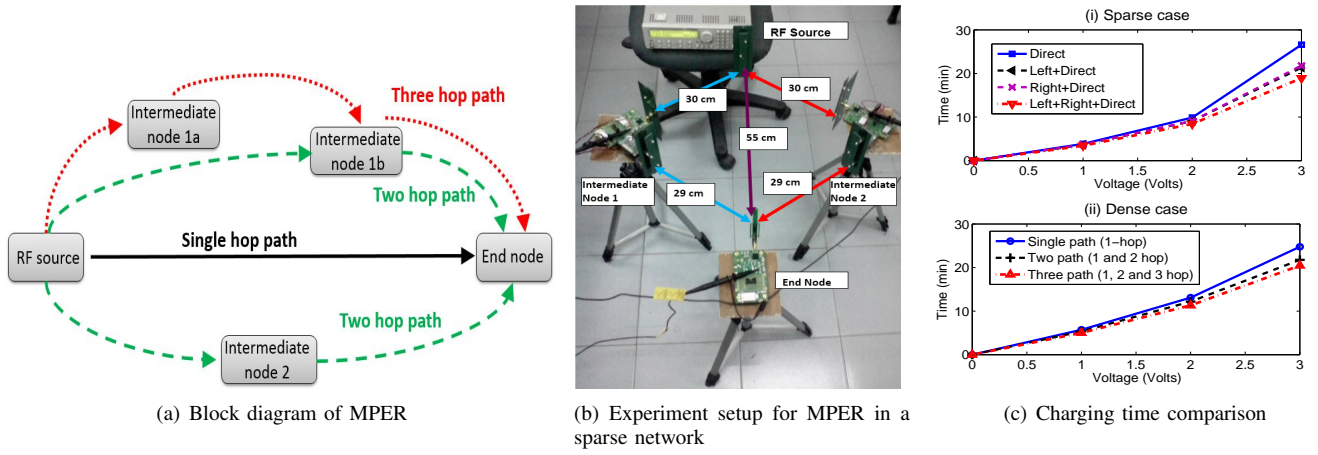 Three hop path
Intermediate
node 1a
Intermediate
node 1b
Two hop path
Single hop path
RF source
End node
Two hop path
Intermediate
node 2
(a) Block diagram of MPER
RF Source
30 cm
30 cm
55 cm
Intermediate
Node 1
29 cm
29 cm
Intermediate
Node 2
End Node
(b) Experiment setup for MPER in a
sparse network
(i) Sparse case
Time (min)
30
20
10
0
Direct
Left+Direct
Right+Direct
Left+Right+Direct
0 0.5 1.0 1.5 2 2.5 3
Voltage (Volts)
(ii) Dense case
Time (min)
30
20
10
0
Single path (1-hop)
Two path (1 and 2 hop)
Three path (1, 2 and 3 hop)
0 0.5 1.0 1.5 2 2.5 3
Voltage (Volts)
(c) Charging time comparison